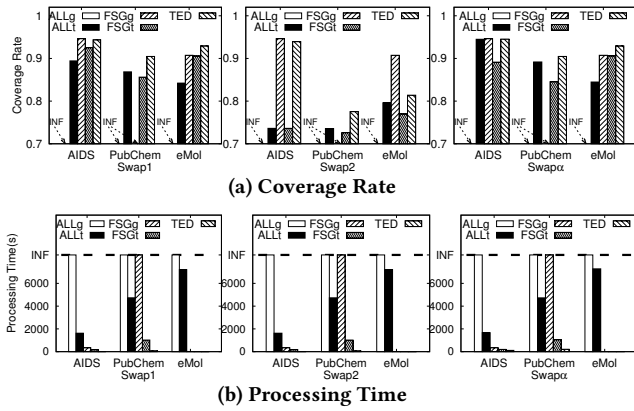 ALLg FSGg TED
ALLt FSGt
1
0.9
0.8
0.7
Coverage Rate
INF INF
AIDS PubChem eMol
Swap1
ALLg FSGg TED
ALLt FSGt
1
0.9
0.8
0.7
INF INF
AIDS PubChem eMol
Swap2
ALLg FSGg TED
ALLt FSGt
1
0.9
0.8
0.7
INF INF
AIDS PubChem eMol
Swapα
(a) Coverage Rate
ALLg FSGg TED
ALLt FSGt
INF
6000
4000
2000
0
Processing Time(s)
AIDS PubChem eMol
Swap1
ALLg FSGg TED
ALLt FSGt
INF
6000
4000
2000
0
AIDS PubChem eMol
Swap2
ALLg FSGg TED
ALLt FSGt
INF
6000
4000
2000
0
AIDS PubChem eMol
Swapα
(b) Processing Time